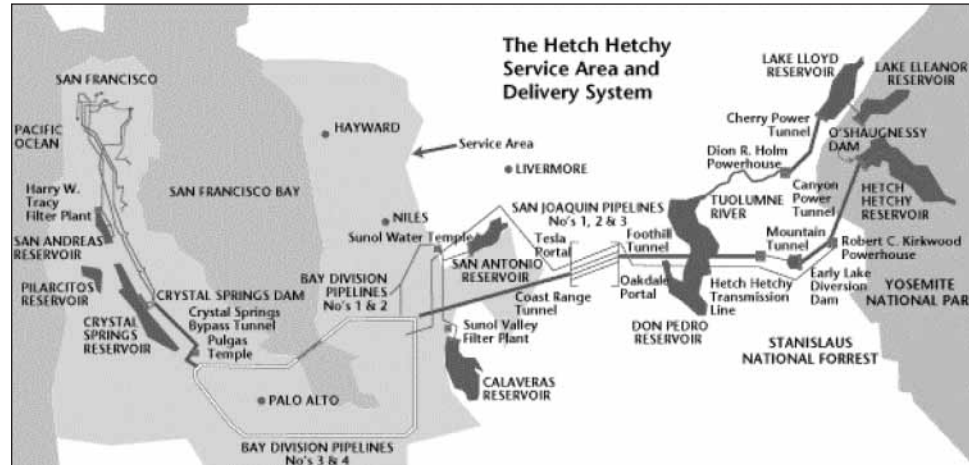 The Hetch Hetchy
Service Area and
Delivery System
SAN FRANCISCO
PACIFIC
OCEAN
HAYWARD
Service Area
LIVERMORE
LAKE LLOYD
RESERVOIR
LAKE ELEANOR
RESERVOIR
Cherry Power
Tunnel
O'SHAUGNESSY
DAM
Dion R. Holm
Powerhouse
Harry W.
Tracy
Filter Plant
SAN FRANCISCO BAY
NILES
Sunol Water Temple
SAN JOAQUIN PIPELINES
No's 1, 2 & 3
TUOLUMNE
RIVER
Canyon
Power
Tunnel
HETCH
HETCHY
RESERVOIR
SAN ANDREAS
RESERVOIR
Tesla
Portal
Foothill
Tunnel
Mountain
Tunnel
Robert C. Kirkwood
Powerhouse
PILARCITOS
RESERVOIR
BAY DIVISION
PIPELINES
No's 1 & 2
SAN ANTONIO
RESERVOIR
Coast Range
Tunnel
Oakdale
Portal
Hetch Hetchy
Transmission
Line
Early Lake
Diversion
Dam
YOSEMITE
NATIONAL PAR
CRYSTAL SPRINGS DAM
Crystal Springs
Bypass Tunnel
Pulgas
Temple
CRYSTAL
SPRINGS
RESERVOIR
Sunol Valley
Filter Plant
DON PEDRO
RESERVOIR
STANISLAUS
NATIONAL FORREST
CALAVERAS
RESERVOIR
PALO ALTO
BAY DIVISION PIPELINES
No's 3 & 4